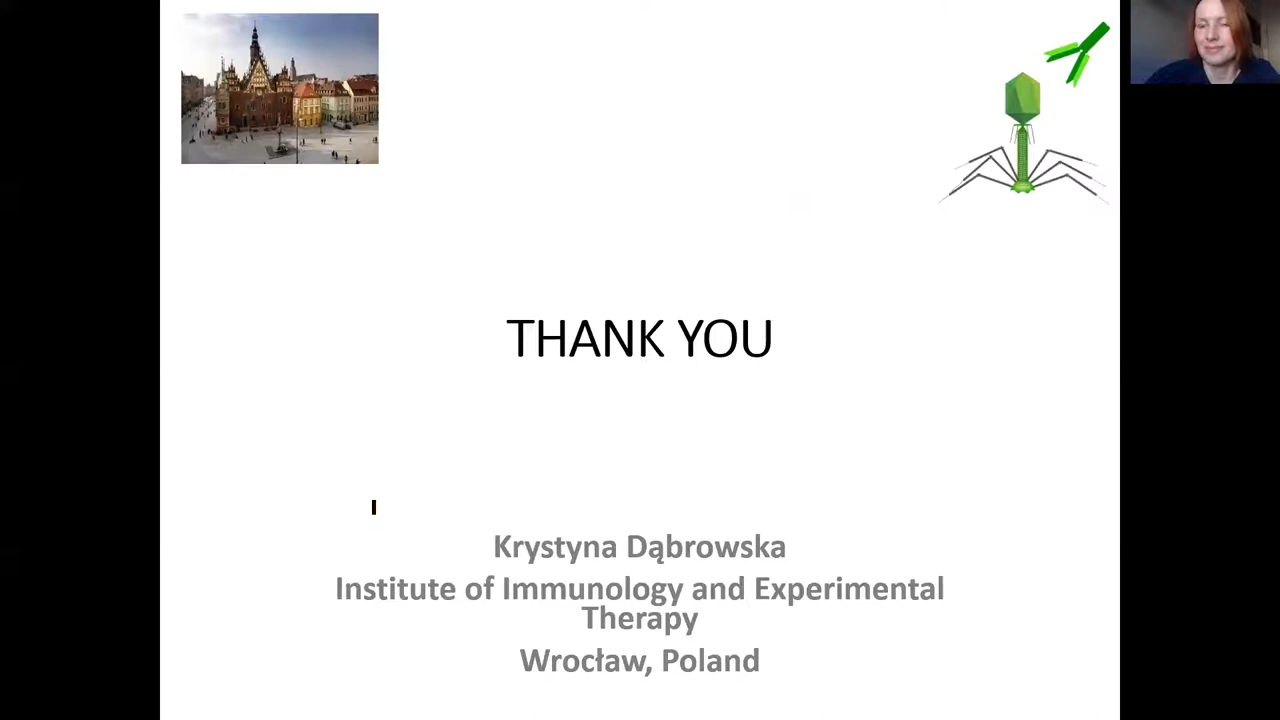 THANK YOU
Krystyna Dąbrowska
Institute of Immunology and Experimental
Therapy
Wrocław, Poland